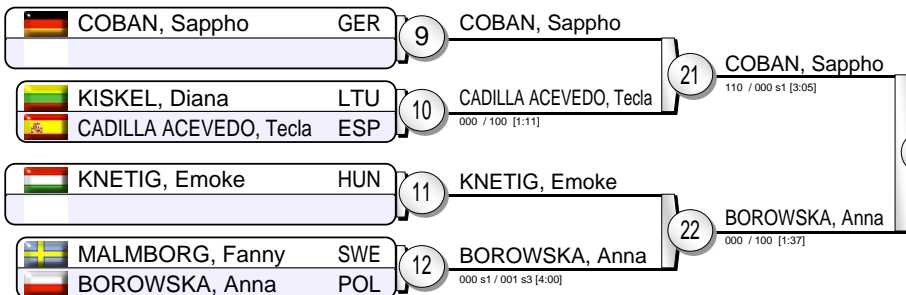 COBAN, Sappho GER
9
COBAN, Sappho
KISKEL, Diana LTU
CADILLA ACEVEDO, Tecla ESP
10
CADILLA ACEVEDO, Tecla
000 / 100 [1:11]
21
COBAN, Sappho
110 / 000 s1 [3:05]
KNETIG, Emoke HUN
11
KNETIG, Emoke
MALMBORG, Fanny SWE
BOROWSKA, Anna POL
12
BOROWSKA, Anna
000 s1 / 001 s3 [4:00]
22
BOROWSKA, Anna
000 / 100 [1:37]